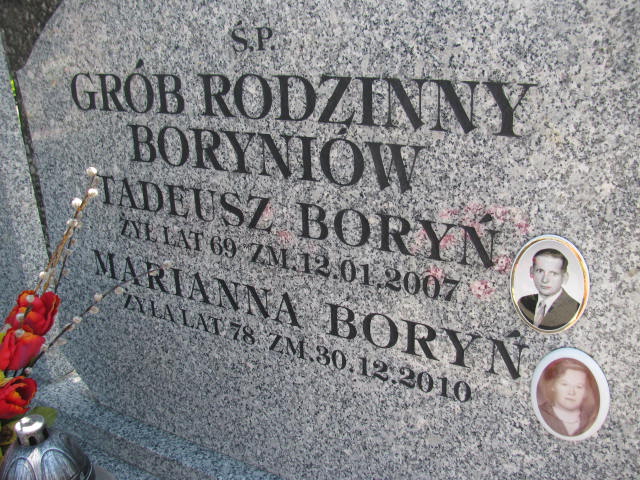 Ś.P.
GRÓB RODZINNY
BORYNIÓW
TADEUSZ BORYŃ
ŻYŁ LAT 69 ZM.12.01.2007
MARIANNA BORYŃ
ŻYŁA LAT 78 ZM.30.12.2010